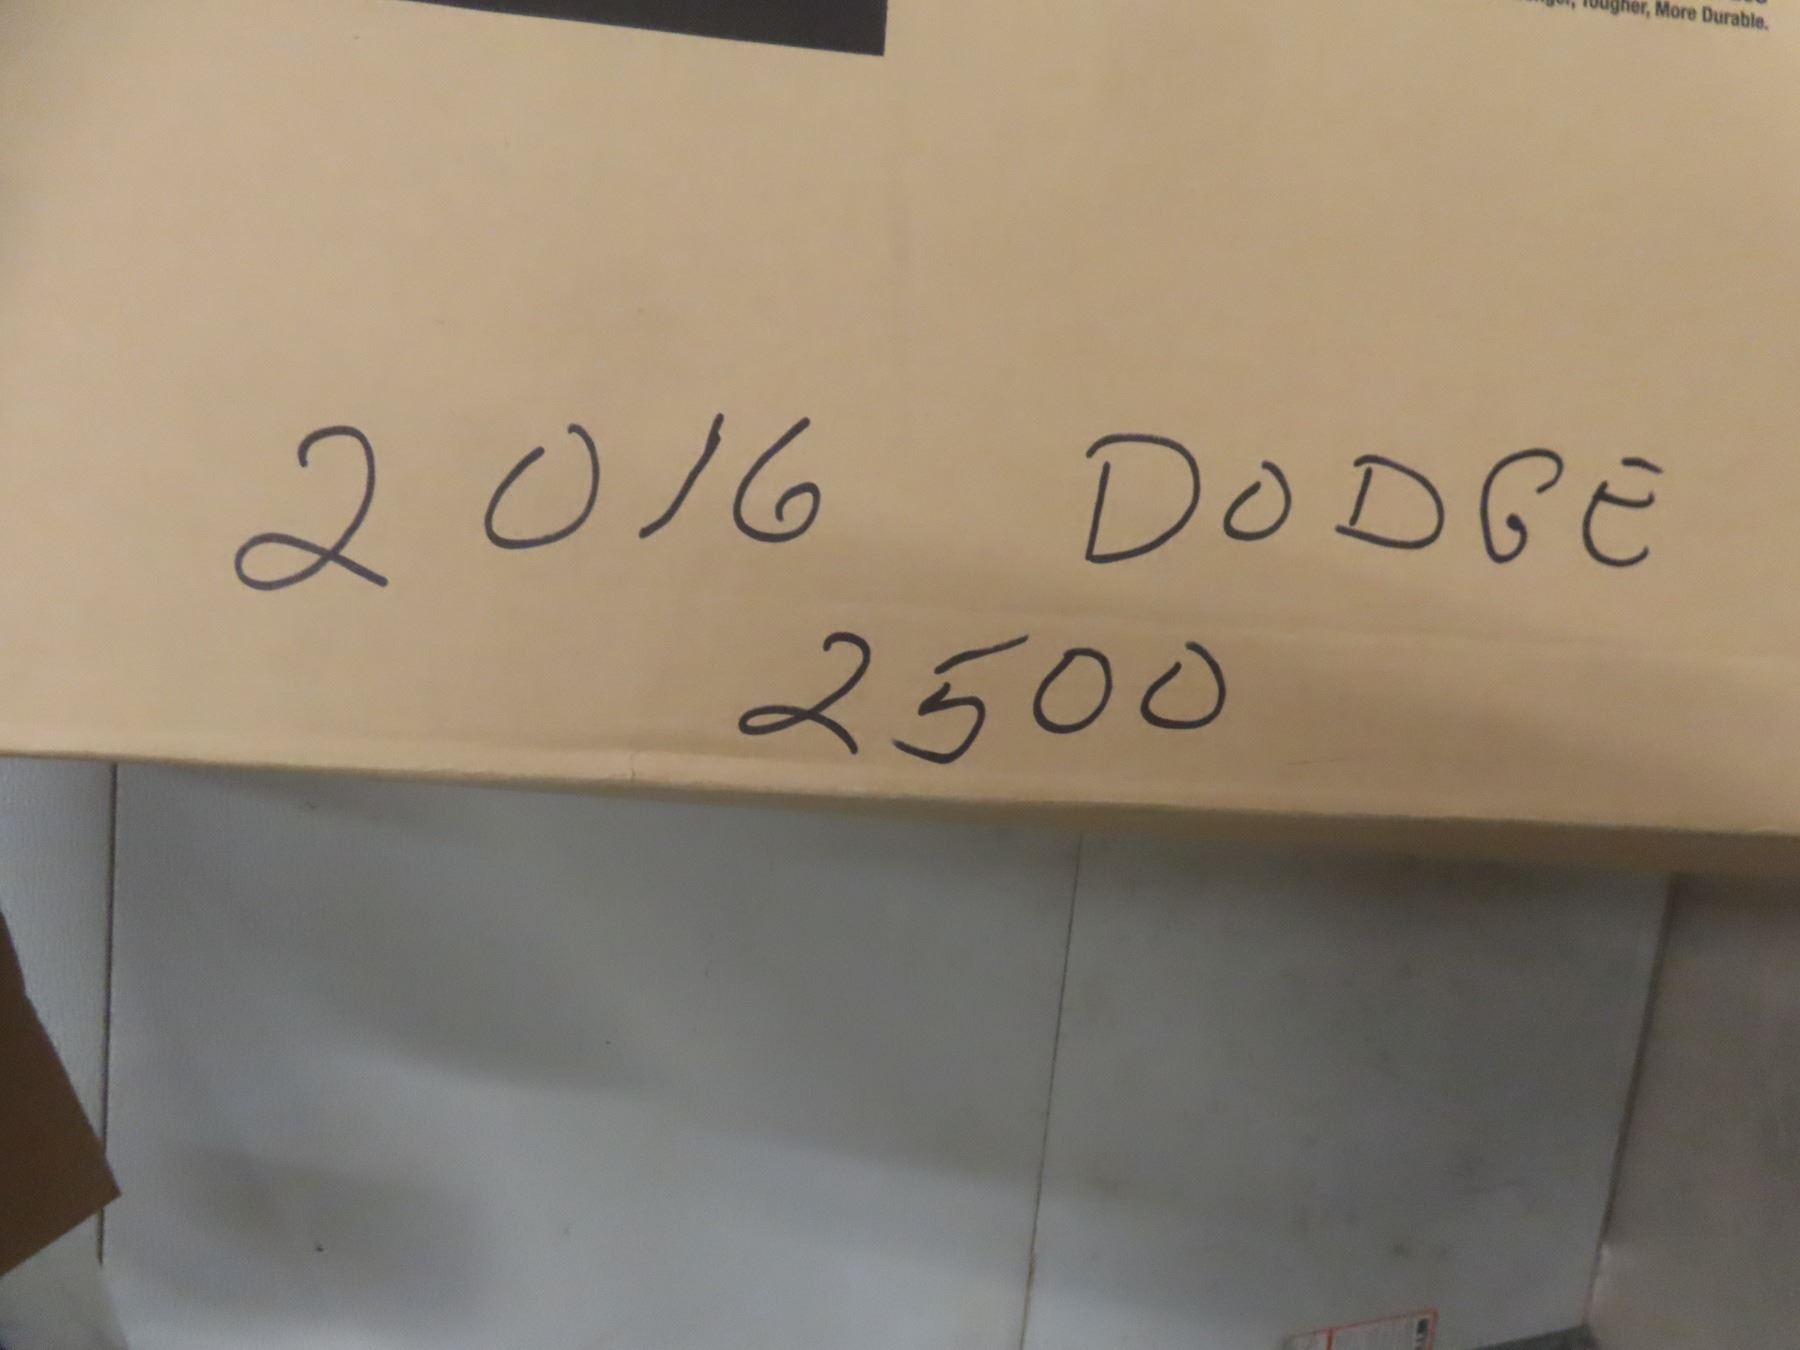 Tougher, More Durable.
2016 DODGE
2500